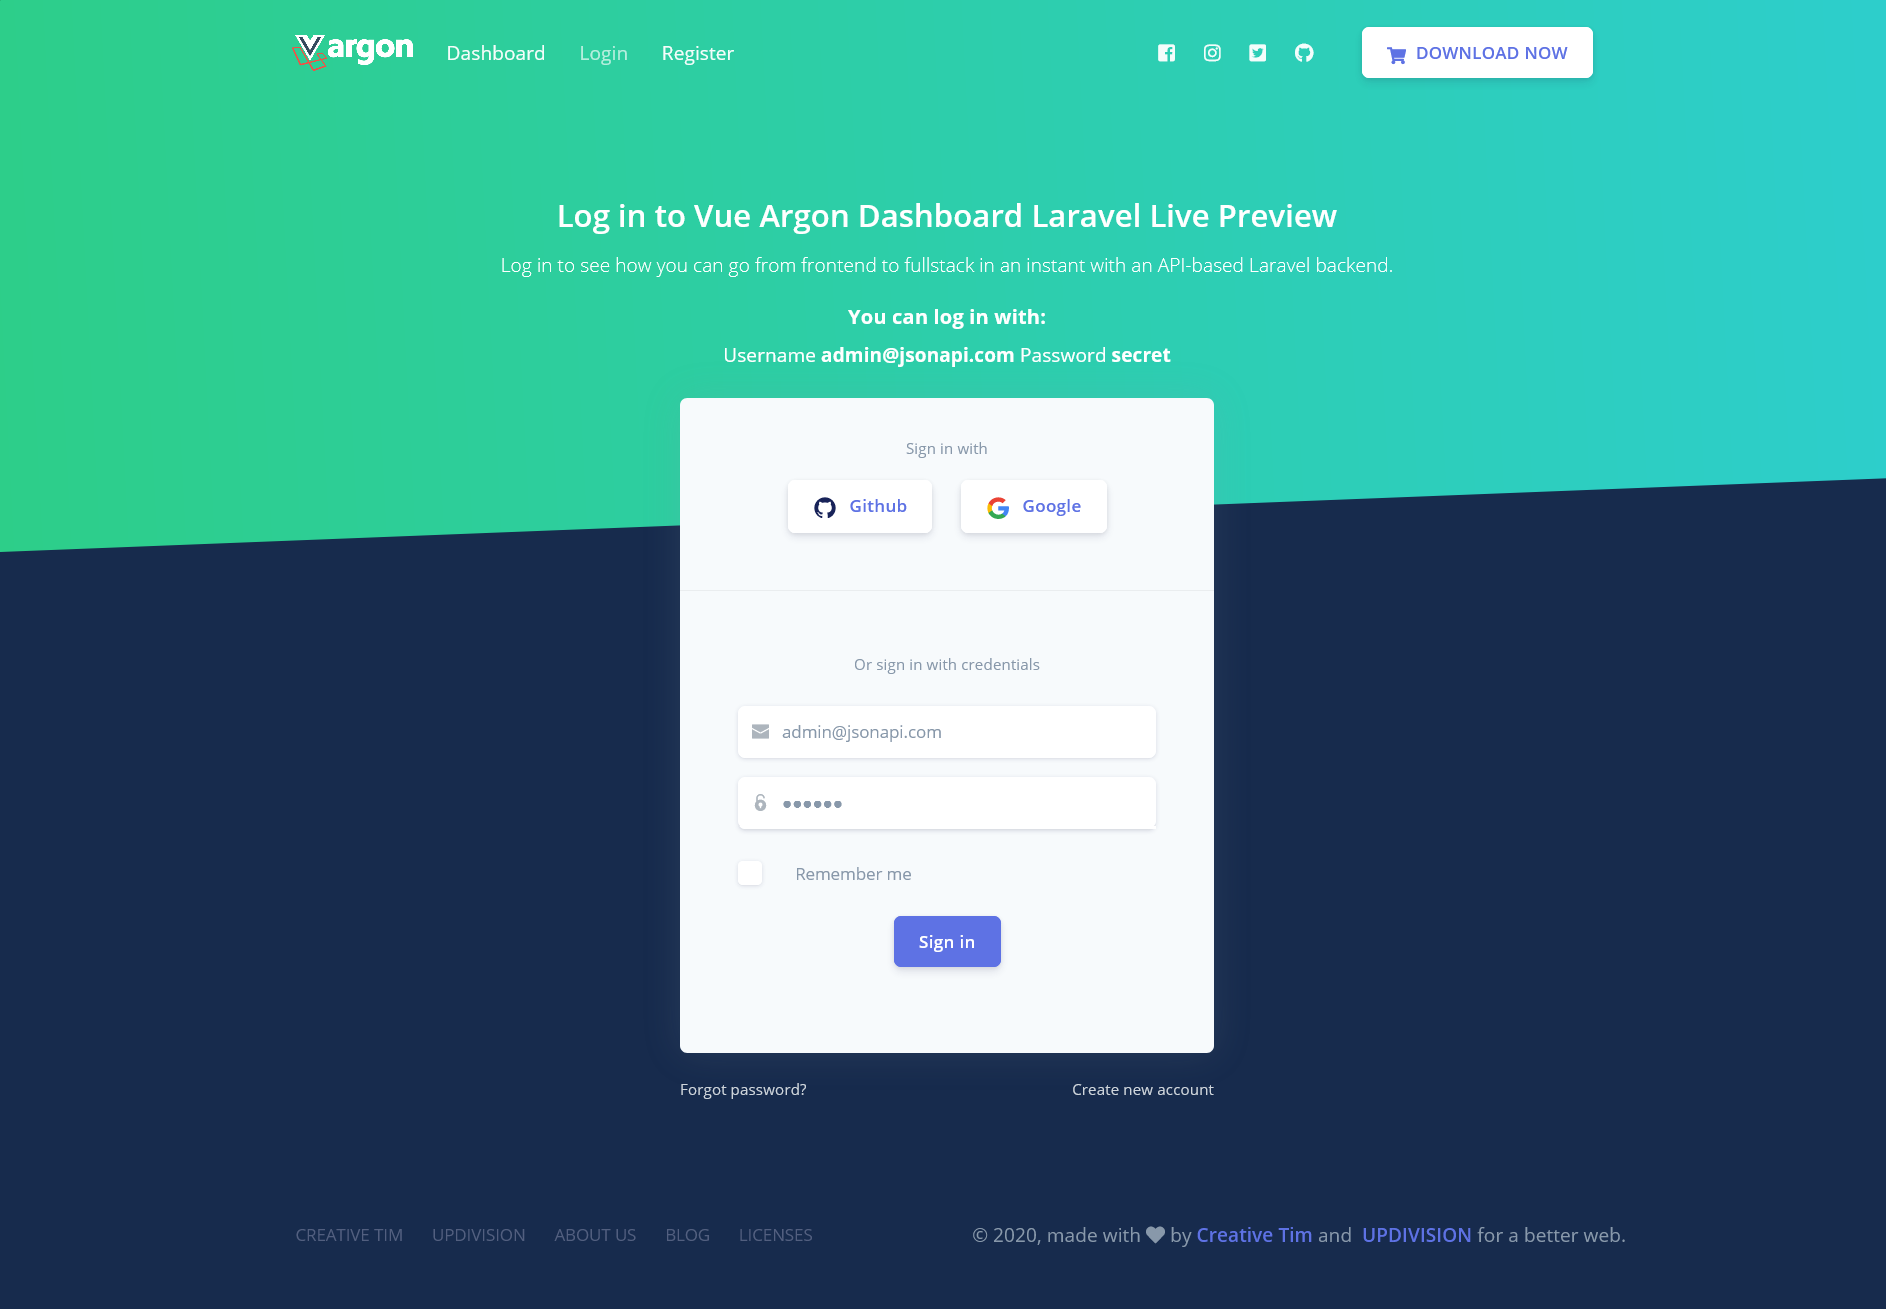 argon Dashboard Login Register DOWNLOAD NOW
Log in to Vue Argon Dashboard Laravel Live Preview
Log in to see how you can go from frontend to fullstack in an instant with an API-based Laravel backend.
You can log in with:
Username admin@jsonapi.com Password secret
Sign in with
Github Google
Or sign in with credentials
admin@jsonapi.com
••••••
Remember me
Sign in
Forgot password? Create new account
CREATIVE TIM UPDIVISION ABOUT US BLOG LICENSES © 2020, made with by Creative Tim and UPDIVISION for a better web.